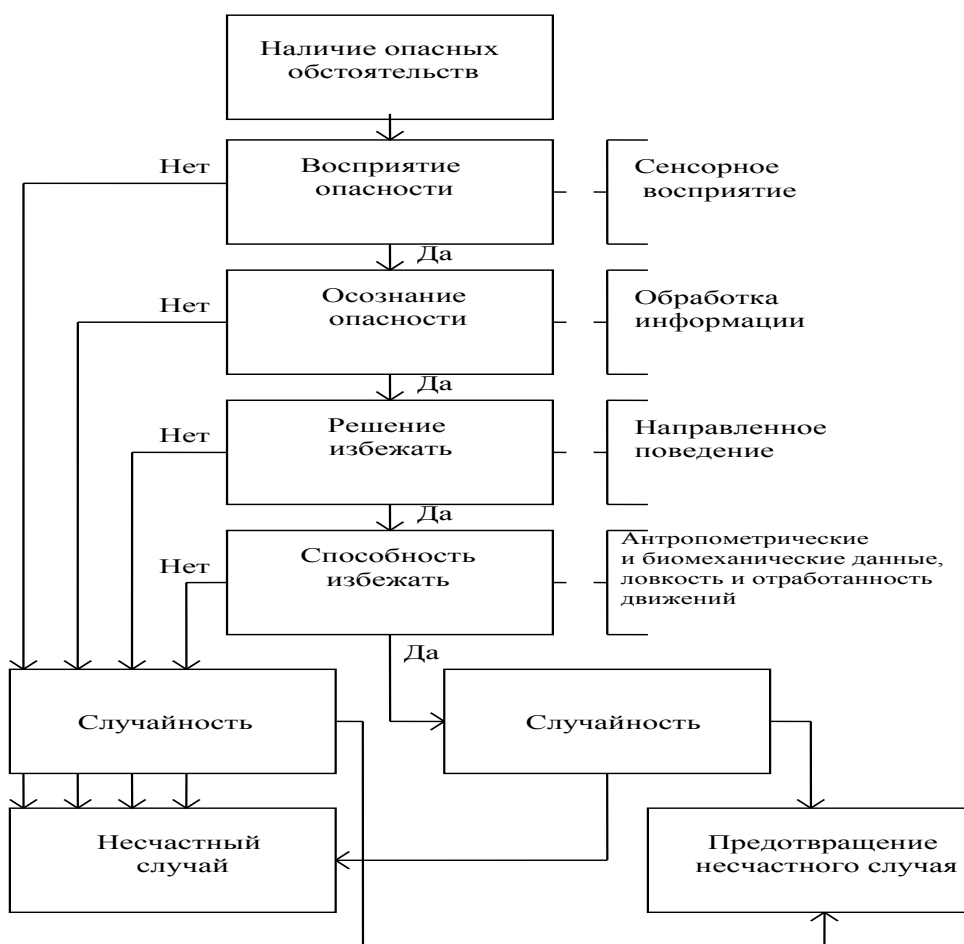 Наличие опасных
обстоятельств
Нет
Восприятие
опасности
Сенсорное
восприятие
Да
Нет
Осознание
опасности
Обработка
информации
Да
Нет
Решение
избежать
Направленное
поведение
Да
Нет
Способность
избежать
Антропометрические
и биомеханические данные,
ловкость и отработанность
движений
Да
Случайность
Случайность
Несчастный
случай
Предотвращение
несчастного случая